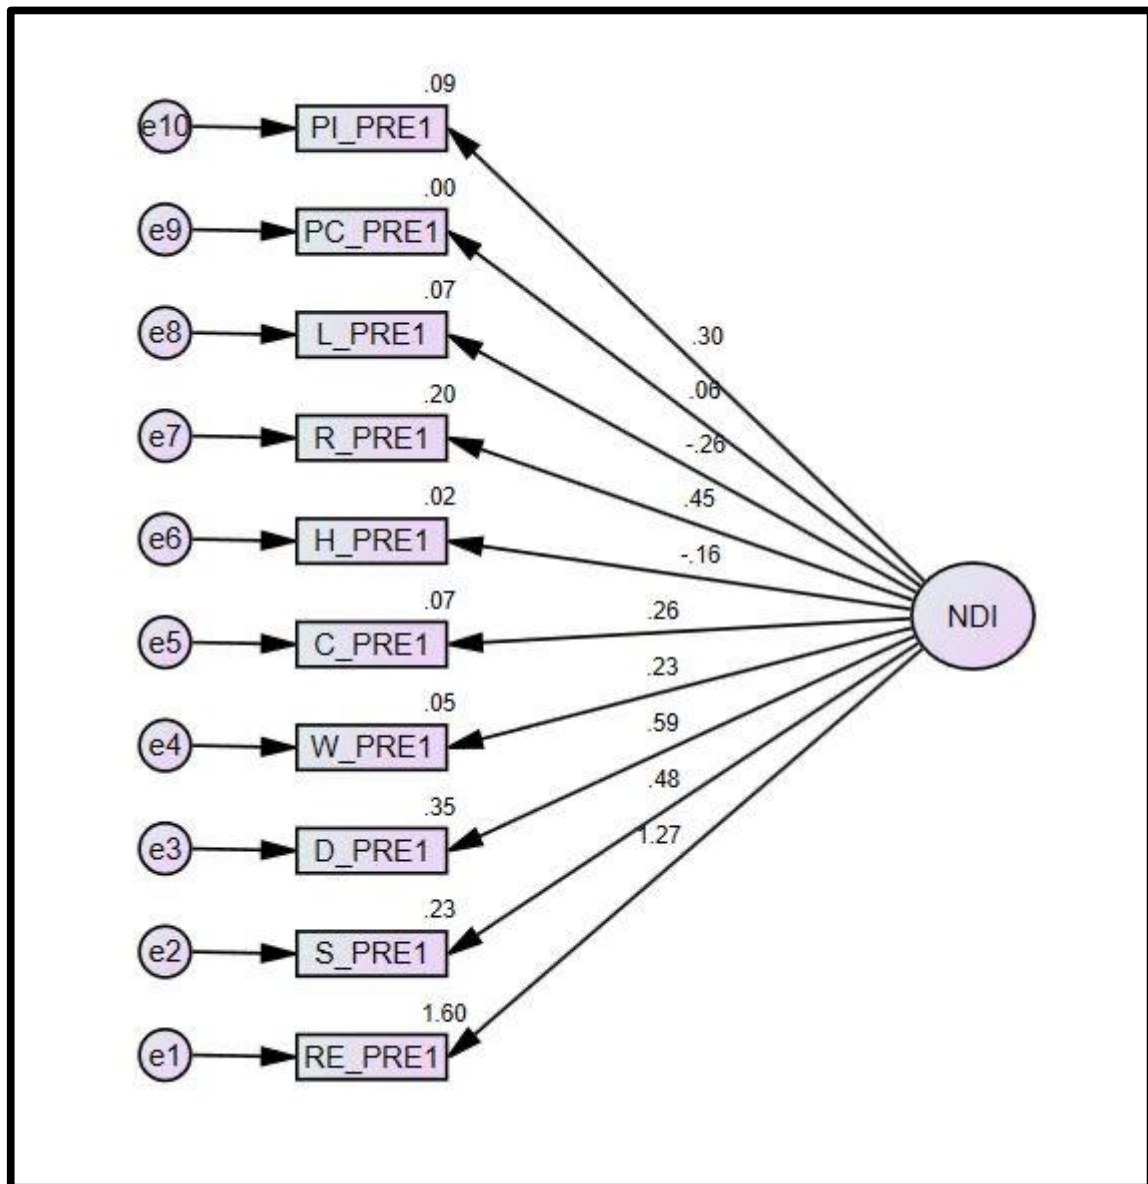 .09
e10 PI_PRE1
.00
e9 PC_PRE1
.07
e8 L_PRE1
.30
.20
.06
e7 R_PRE1
-.26
.02
.45
e6 H_PRE1
-.16
.07
.26
NDI
e5 C_PRE1
.05
.23
e4 W_PRE1
.59
.35
.48
e3 D_PRE1
1.27
.23
e2 S_PRE1
1.60
e1 RE_PRE1